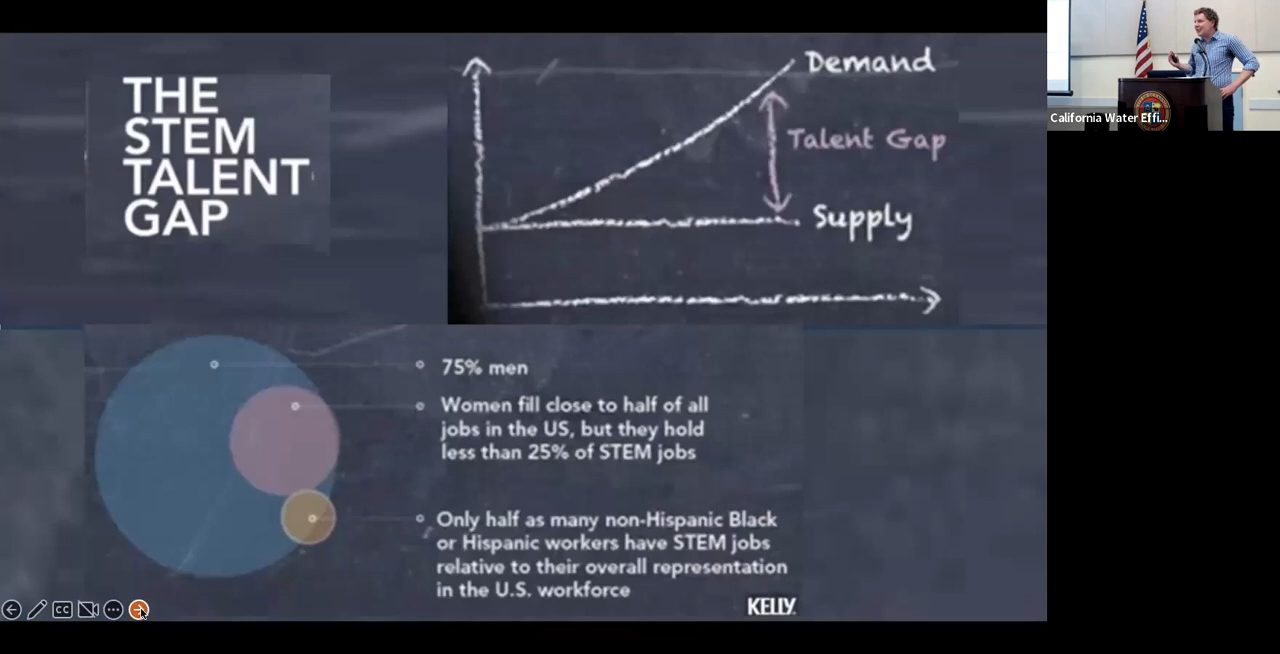 THE
STEM
TALENT
GAP
Demand
Talent Gap
Supply
75% men
Women fill close to half of all
jobs in the US, but they hold
less than 25% of STEM jobs
Only half as many non-Hispanic Black
or Hispanic workers have STEM jobs
relative to their overall representation
in the U.S. workforce
KELLY
CC
California Water Effi...